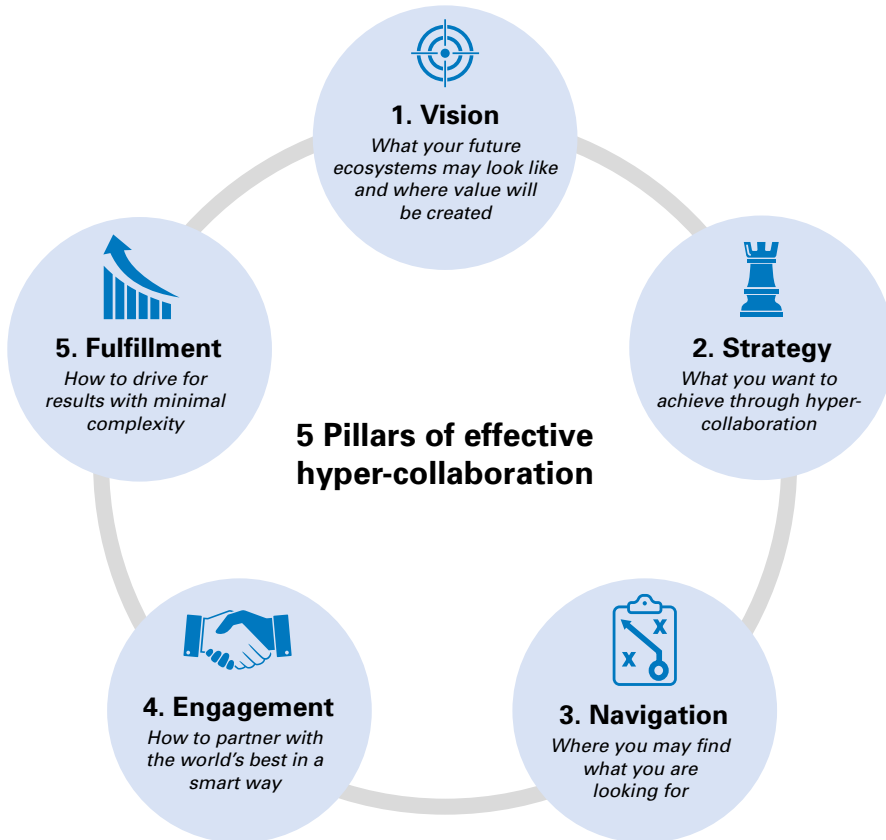 1. Vision
What your future
ecosystems may look like
and where value will
be created
2. Strategy
What you want to
achieve through hyper-
collaboration
3. Navigation
Where you may find
what you are
looking for
4. Engagement
How to partner with
the world's best in a
smart way
5. Fulfillment
How to drive for
results with minimal
complexity
5 Pillars of effective
hyper-collaboration
X
X